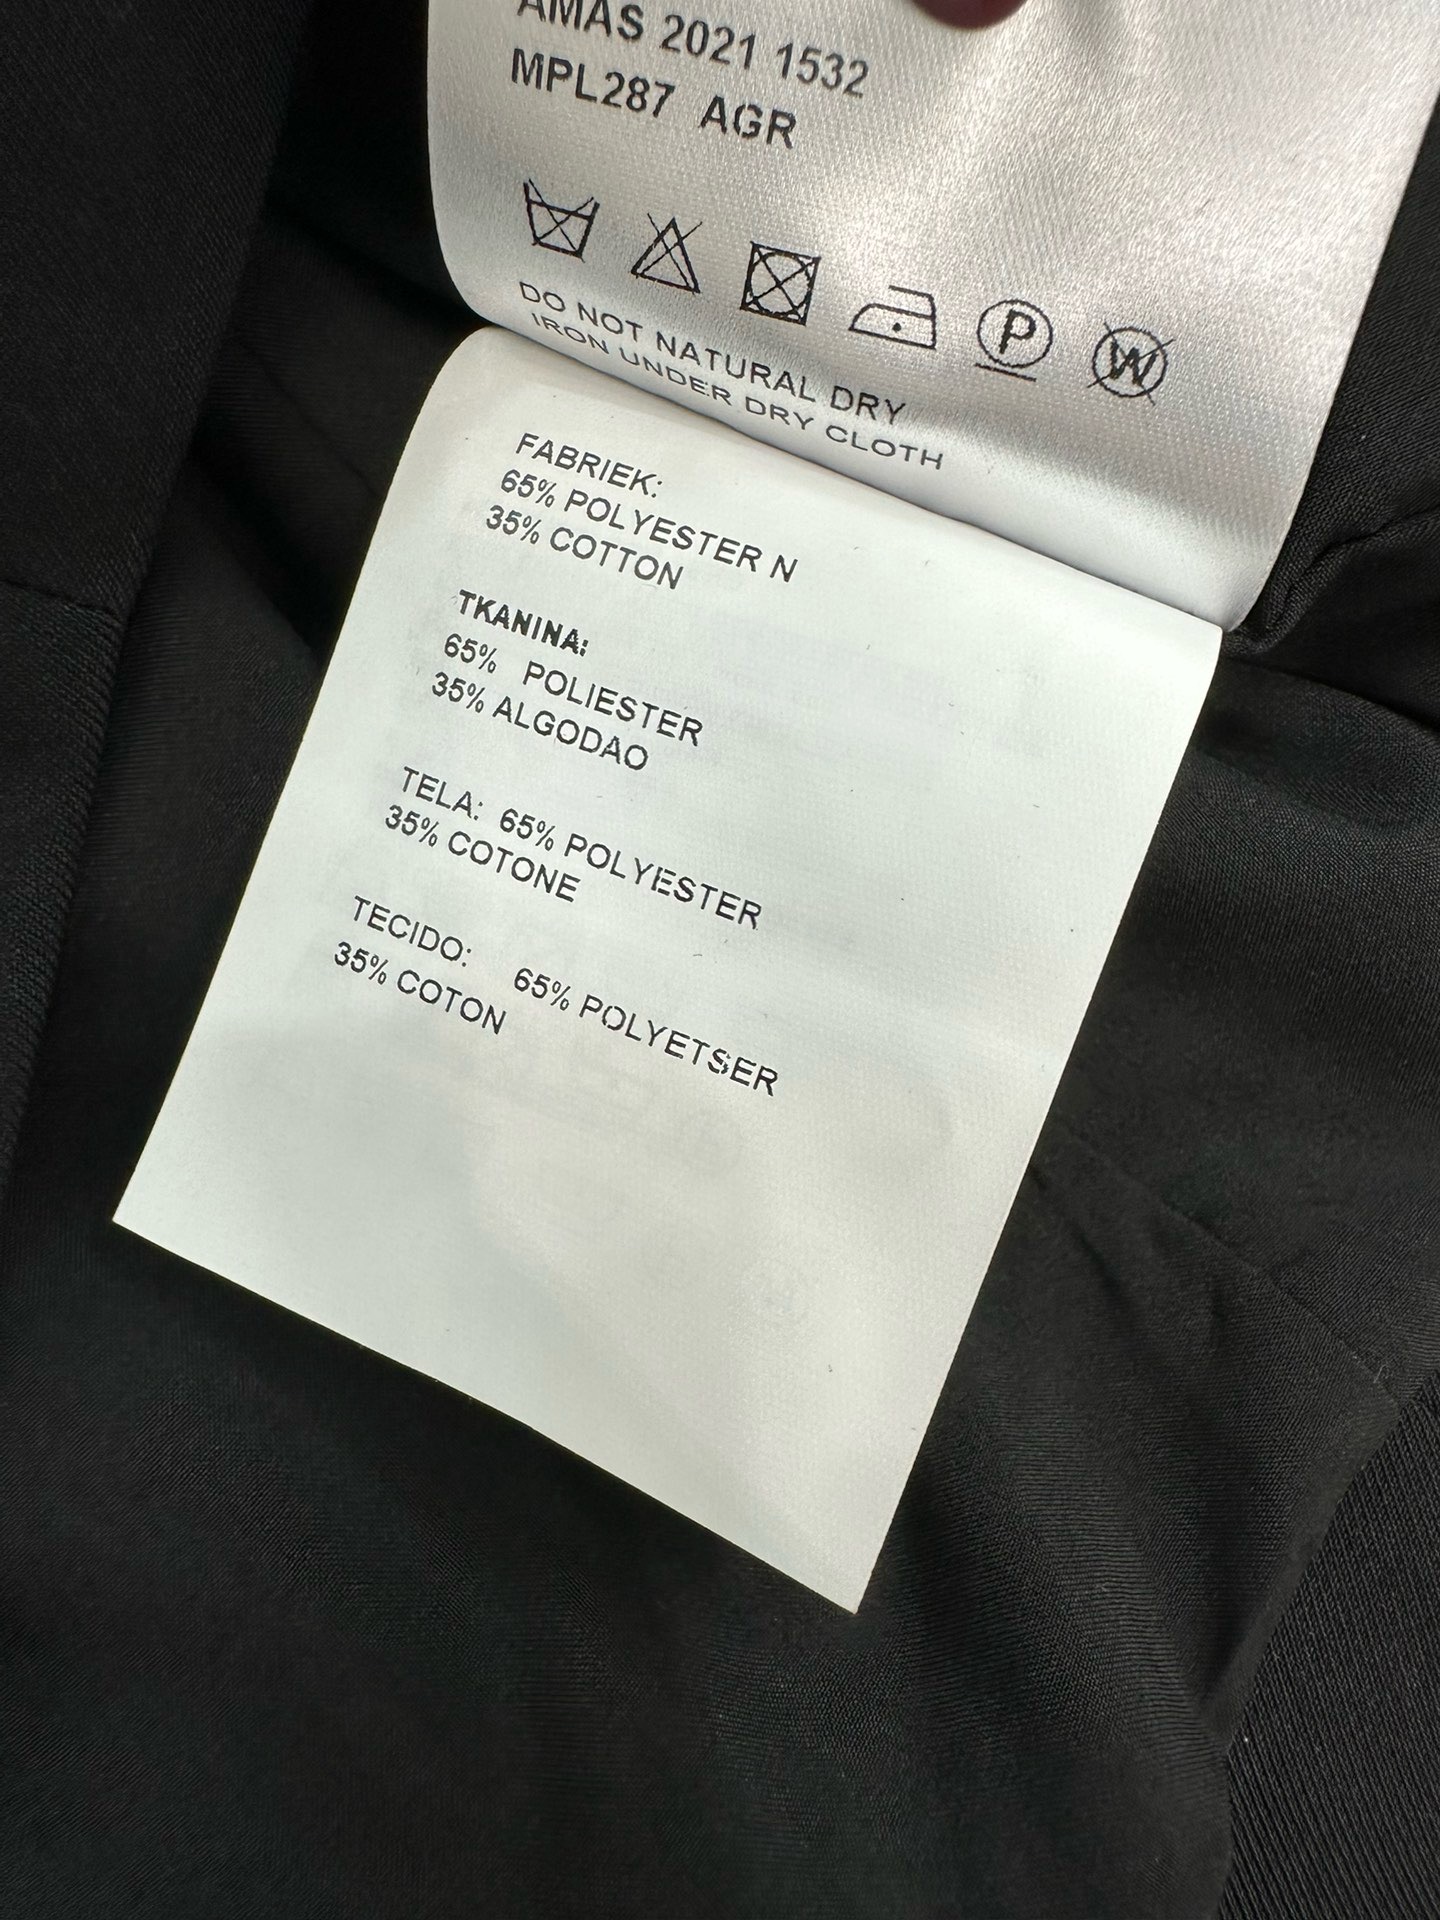 AMAS 2021 1532
MPL287 AGR
P W
DO NOT NATURAL DRY
IRON UNDER DRY CLOTH
FABRIEK:
65% POLYESTER N
35% COTTON
TKANINA:
65% POLIESTER
35% ALGODAO
TELA: 65% POLYESTER
35% COTONE
TECIDO: 65% POLYETSER
35% COTON